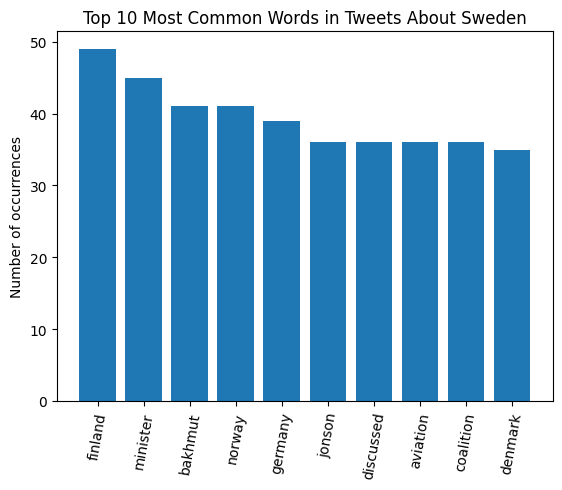 Top 10 Most Common Words in Tweets About Sweden
Number of occurrences
50
40
30
20
10
0
finland
minister
bakhmut
norway
germany
jonson
discussed
aviation
coalition
denmark